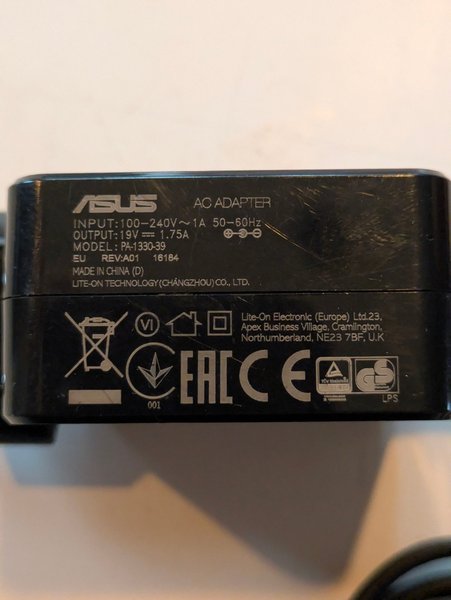 ASUS AC ADAPTER
INPUT:100-240V~1A 50-60Hz
OUTPUT:19V⎓ 1.75A
MODEL: PA-1330-39
EU REV:A01 16184
MADE IN CHINA (D)
LITE-ON TECHNOLOGY(CHANGZHOU)CO., LTD.
Lite-On Electronic (Europe) Ltd.23,
Apex Business Village, Cramlington,
Northumberland, NE23 7BF, U.K
VI
001
EAC CE
GS
LPS